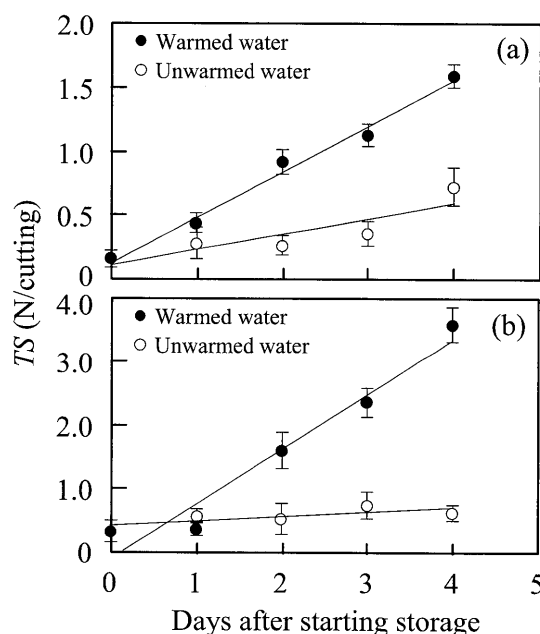 2.0
Warmed water
(a)
Unwarmed water
1.5
1.0
0.5
0
TS (N/cutting)
4.0
Warmed water
(b)
Unwarmed water
3.0
2.0
1.0
0
0 1 2 3 4 5
Days after starting storage